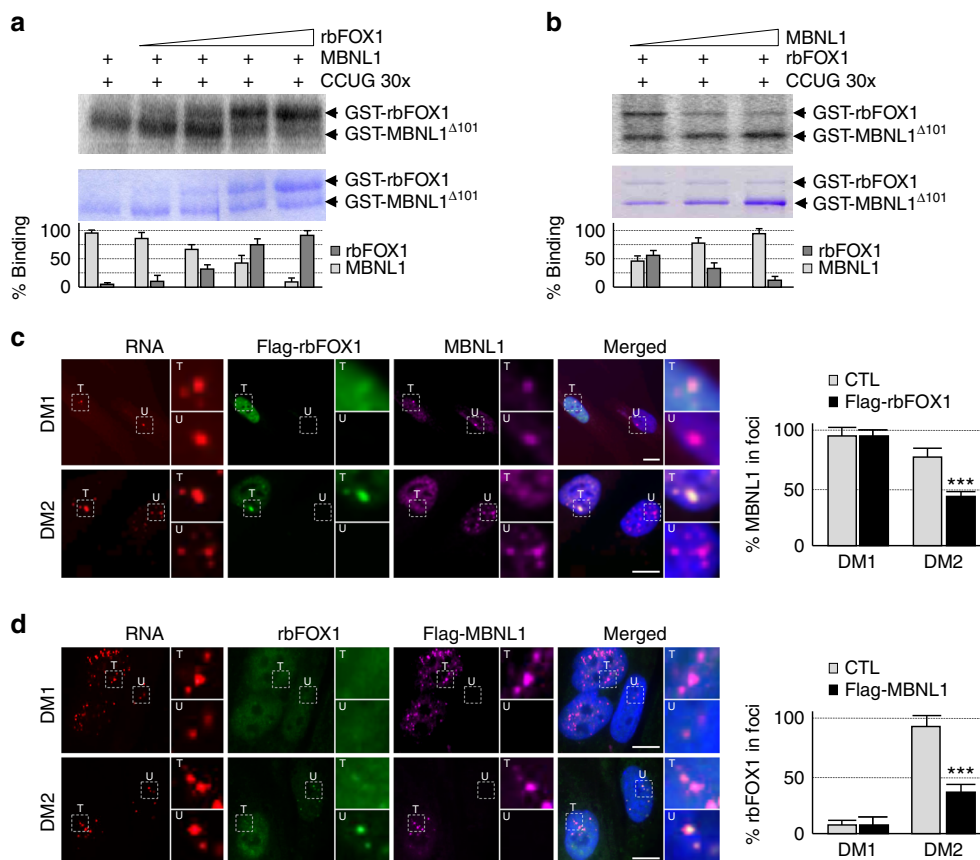 a
rbFOX1
+ + + + + MBNL1
+ + + + + CCUG 30x
GST-rbFOX1
GST-MBNL1Δ101
GST-rbFOX1
GST-MBNL1Δ101
% Binding
100
50
0
rbFOX1
MBNL1
b
MBNL1
+ + + rbFOX1
+ + + CCUG 30x
GST-rbFOX1
GST-MBNL1Δ101
GST-rbFOX1
GST-MBNL1Δ101
% Binding
100
50
0
rbFOX1
MBNL1
c
RNA Flag-rbFOX1 MBNL1 Merged
DM1
T U T U T U T U
T U T U T U T U
DM2
T U T U T U T U
T U T U T U T U
CTL
Flag-rbFOX1
% MBNL1 in foci
100
50
0
***
DM1 DM2
d
RNA rbFOX1 Flag-MBNL1 Merged
DM1
T U T U T U T U
T U T U T U T U
DM2
T U T U T U T U
T U T U T U T U
CTL
Flag-MBNL1
% rbFOX1 in foci
100
50
0
***
DM1 DM2